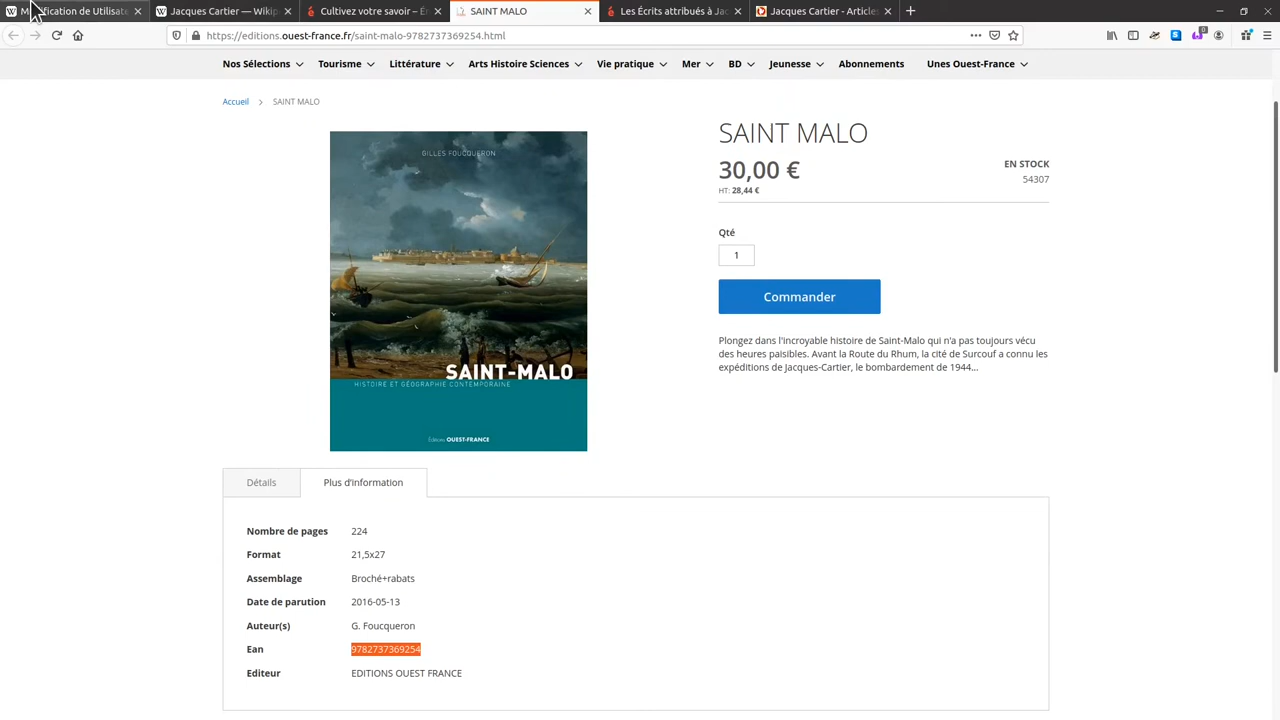 Modification de Utilisate
Jacques Cartier — Wikip
Cultivez votre savoir – É
SAINT MALO
Les Écrits attribués à Jac
Jacques Cartier - Articles
https://editions.ouest-france.fr/saint-malo-9782737369254.html
Nos Sélections Tourisme Littérature Arts Histoire Sciences Vie pratique Mer BD Jeunesse Abonnements Unes Ouest-France
Accueil SAINT MALO
GILLES FOUCQUERON
SAINT-MALO
HISTOIRE ET GÉOGRAPHIE CONTEMPORAINE
Éditions OUEST-FRANCE
SAINT MALO
30,00 €
HT: 28,44 €
EN STOCK
54307
Qté
1
Commander
Plongez dans l'incroyable histoire de Saint-Malo qui n'a pas toujours vécu
des heures paisibles. Avant la Route du Rhum, la cité de Surcouf a connu les
expéditions de Jacques-Cartier, le bombardement de 1944...
Détails Plus d'information
Nombre de pages 224
Format 21,5x27
Assemblage Broché+rabats
Date de parution 2016-05-13
Auteur(s) G. Foucqueron
Ean 9782737369254
Editeur EDITIONS OUEST FRANCE